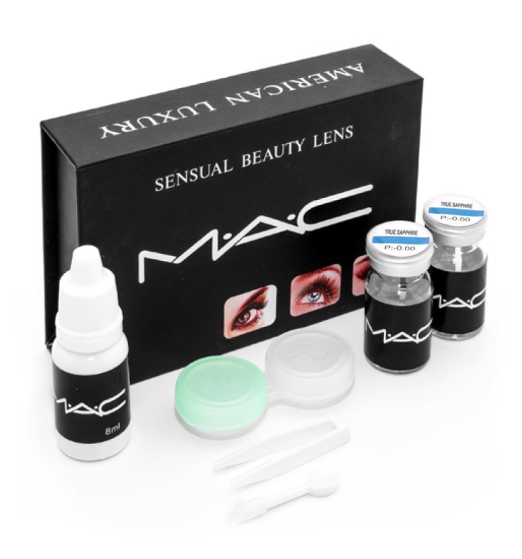 AMERICAN LUXURY
SENSUAL BEAUTY LENS
M·A·C
TRUE SAPPHIRE
P:-0.00
TRUE SAPPHIRE
P:-0.00
M·A·C
M·A·C
M·A·C
8ml